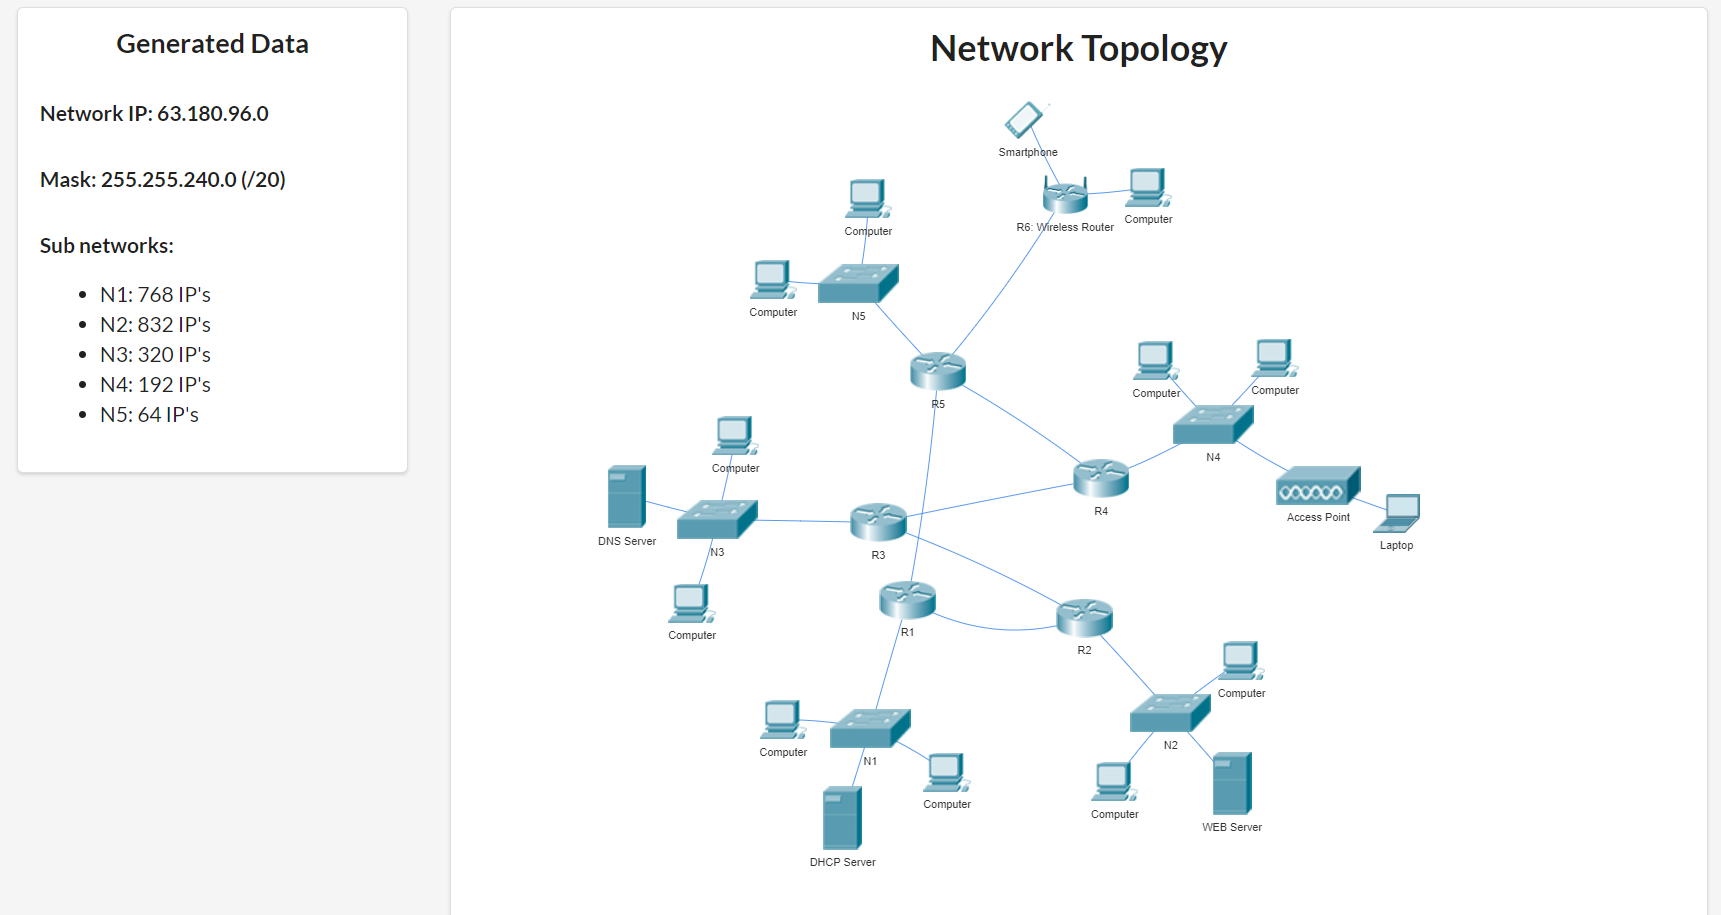 Generated Data
Network IP: 63.180.96.0
Mask: 255.255.240.0 (/20)
Sub networks:
N1: 768 IP's
N2: 832 IP's
N3: 320 IP's
N4: 192 IP's
N5: 64 IP's
Network Topology
Smartphone
Computer
R6: Wireless Router
Computer
Computer
N5
R5
Computer
Computer
N4
Access Point
Laptop
R4
Computer
DNS Server
N3
Computer
R3
R1
R2
Computer
N2
Computer
WEB Server
Computer
N1
Computer
DHCP Server